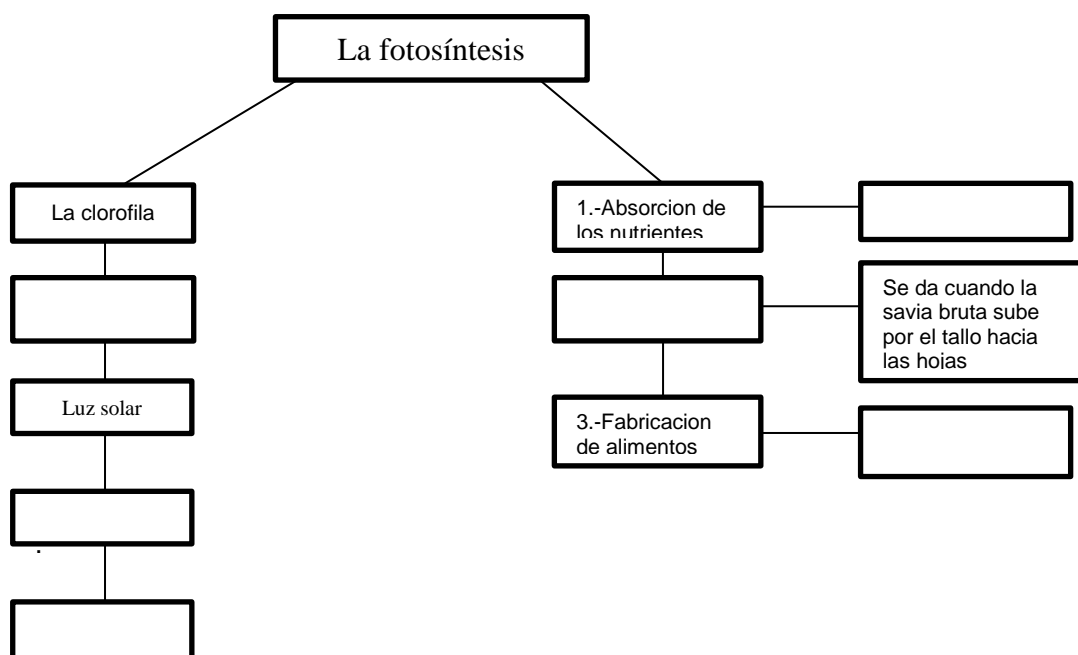 La fotosíntesis
La clorofila
1.-Absorcion de
los nutrientes
Se da cuando la
savia bruta sube
por el tallo hacia
las hojas
Luz solar
3.-Fabricacion
de alimentos
.